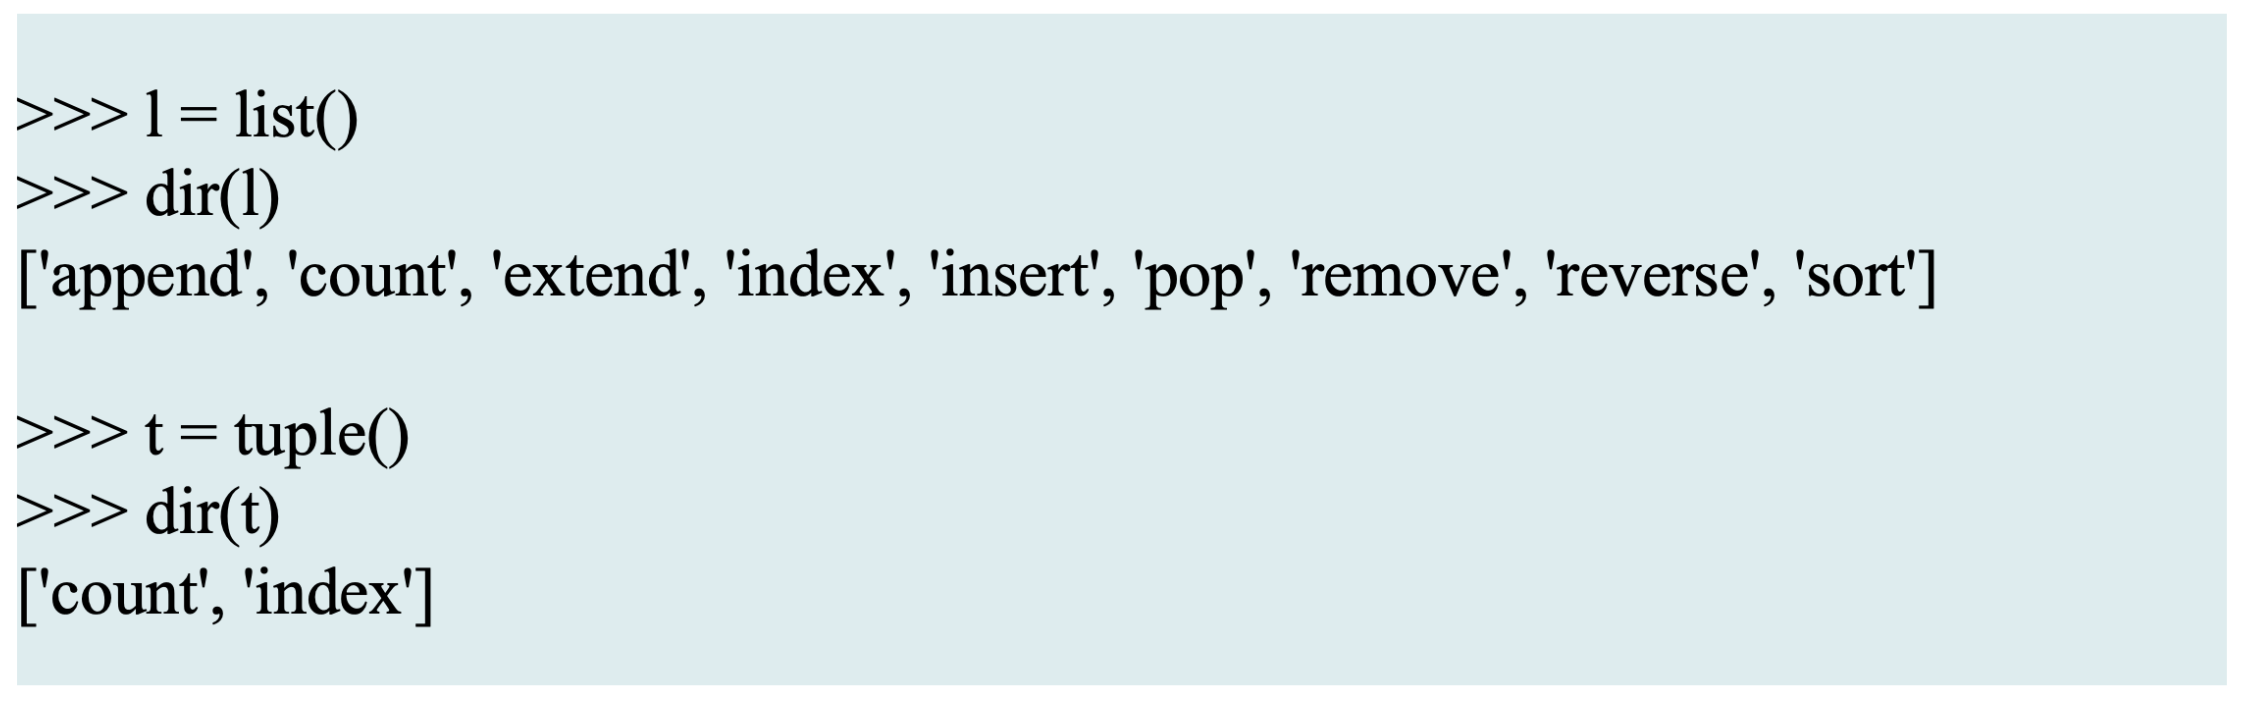 >>> l = list()
>>> dir(l)
['append', 'count', 'extend', 'index', 'insert', 'pop', 'remove', 'reverse', 'sort']
>>> t = tuple()
>>> dir(t)
['count', 'index']